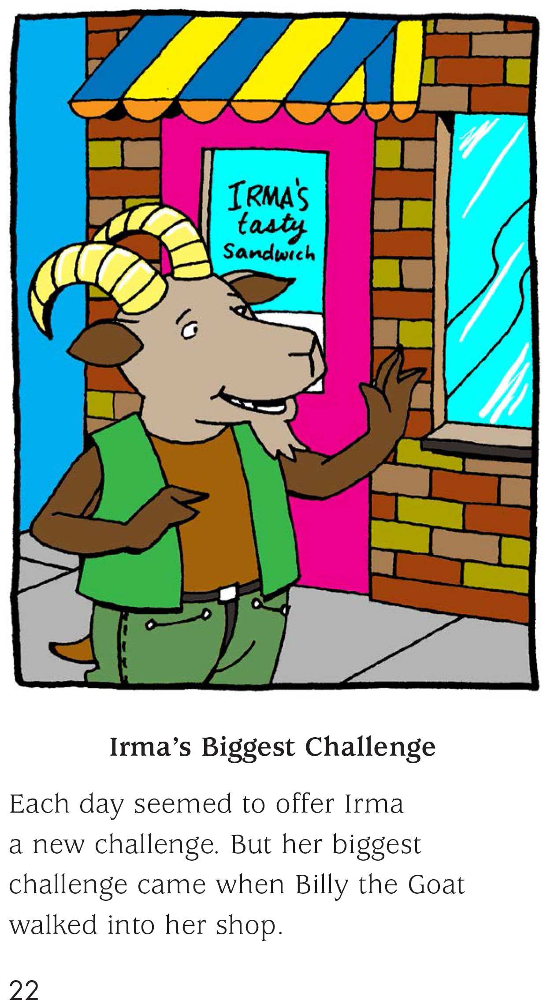 IRMA'S
tasty
Sandwich
Irma’s Biggest Challenge
Each day seemed to offer Irma
a new challenge. But her biggest
challenge came when Billy the Goat
walked into her shop.
22